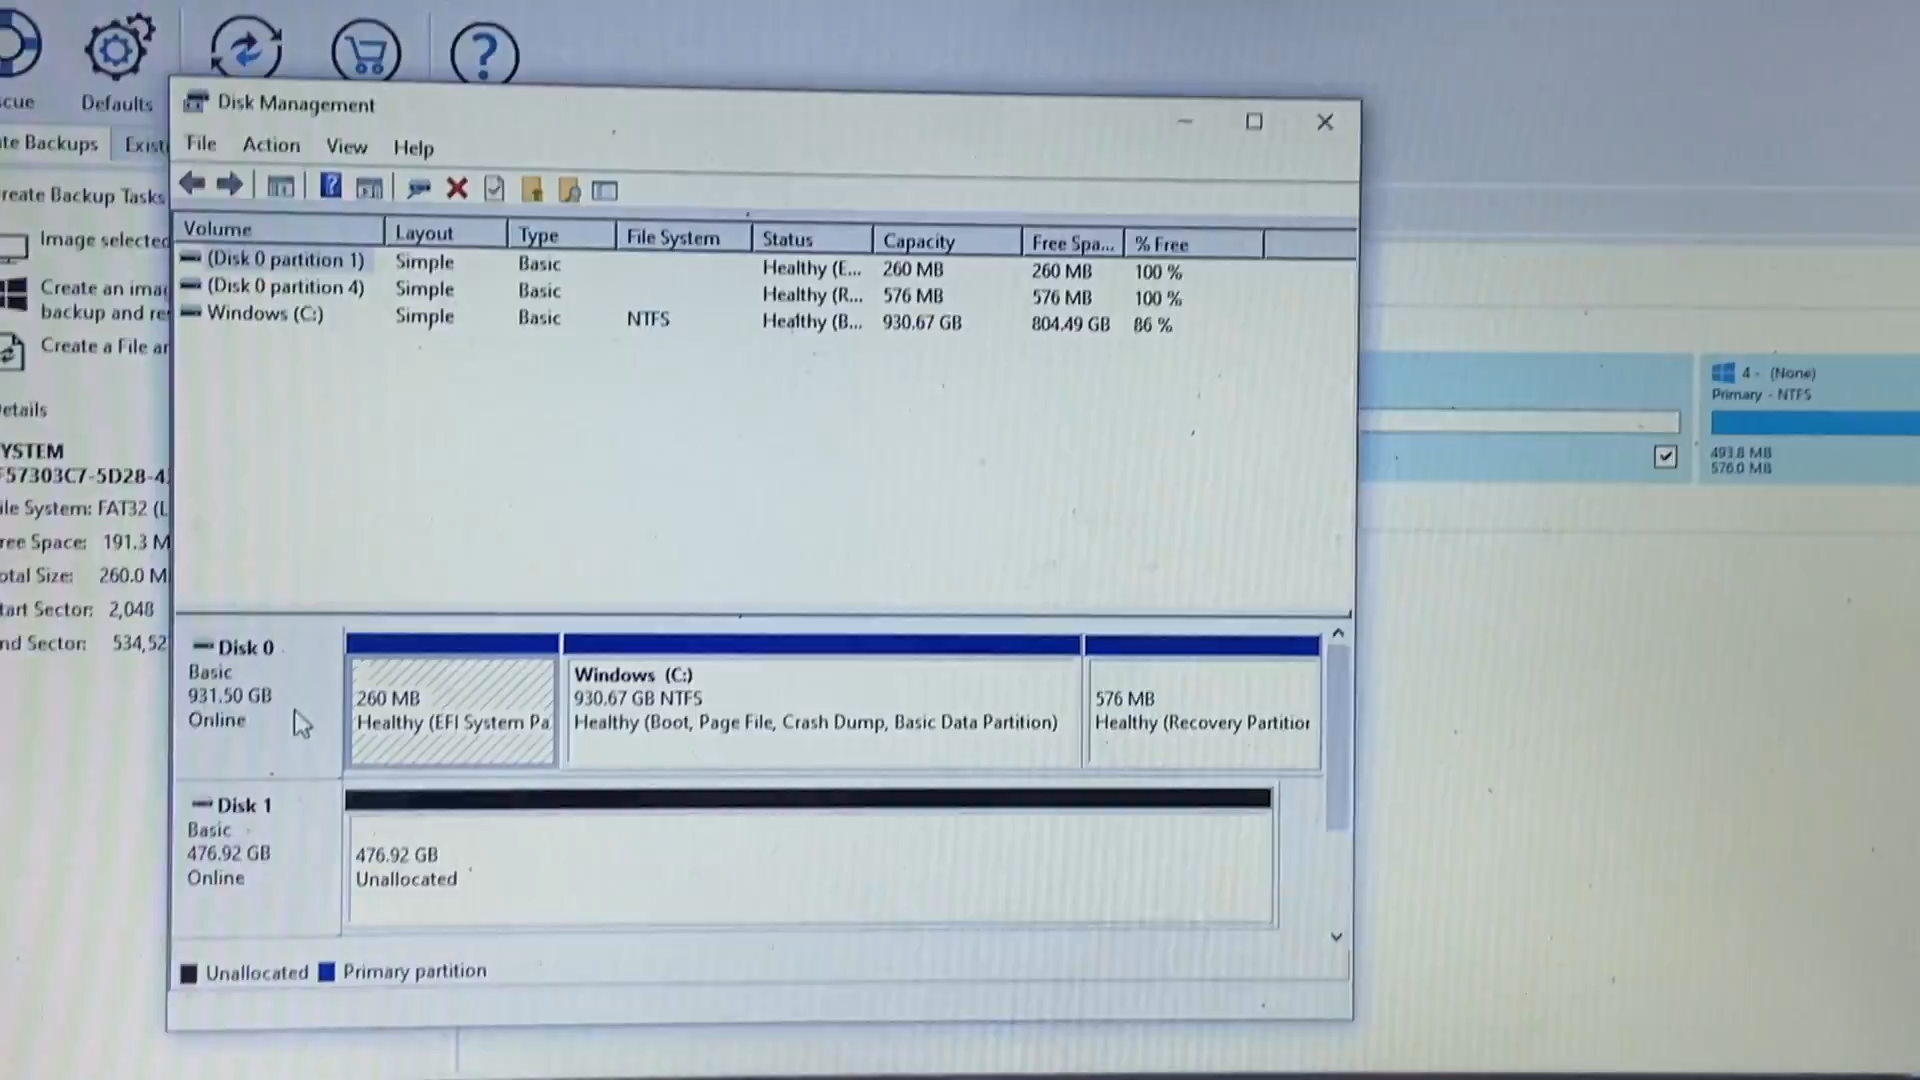 cue
Defaults
te Backups
Exist
reate Backup Tasks
Image selected
Create an imag
backup and re
Create a File an
etails
YSTEM
F57303C7-5D28-4
ile System: FAT32 (L
ree Space: 191.3 M
otal Size: 260.0 M
tart Sector: 2,048
nd Sector: 534,52
Disk Management
File Action View Help
Volume Layout Type File System Status Capacity Free Spa... % Free
(Disk 0 partition 1) Simple Basic Healthy (E... 260 MB 260 MB 100 %
(Disk 0 partition 4) Simple Basic Healthy (R... 576 MB 576 MB 100 %
Windows (C:) Simple Basic NTFS Healthy (B... 930.67 GB 804.49 GB 86 %
Disk 0
Basic
931.50 GB
Online
260 MB
Healthy (EFI System Pa
Windows (C:)
930.67 GB NTFS
Healthy (Boot, Page File, Crash Dump, Basic Data Partition)
576 MB
Healthy (Recovery Partition
Disk 1
Basic
476.92 GB
Online
476.92 GB
Unallocated
Unallocated Primary partition
4 - (None)
Primary - NTFS
493.8 MB
576.0 MB